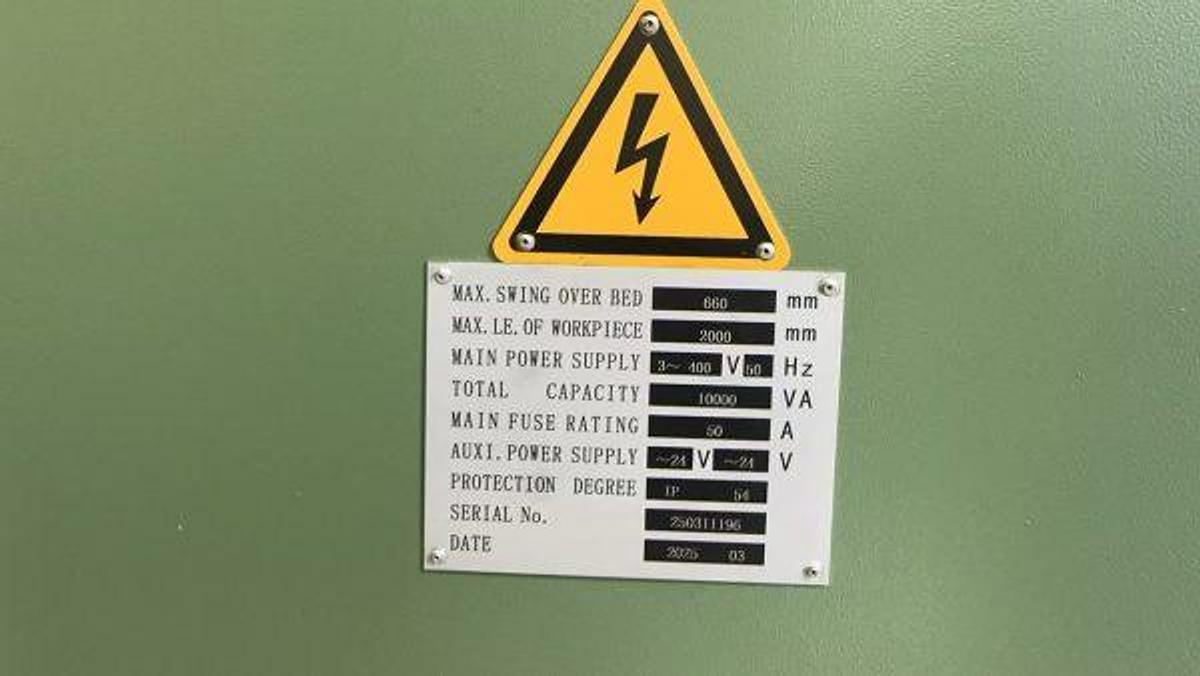 MAX. SWING OVER BED 660 mm
MAX. LE. OF WORKPIECE 2000 mm
MAIN POWER SUPPLY 3~ 400 V 50 Hz
TOTAL CAPACITY 10000 VA
MAIN FUSE RATING 50 A
AUXI. POWER SUPPLY ~24 V ~24 V
PROTECTION DEGREE IP 54
SERIAL No. 250311196
DATE 2025 03